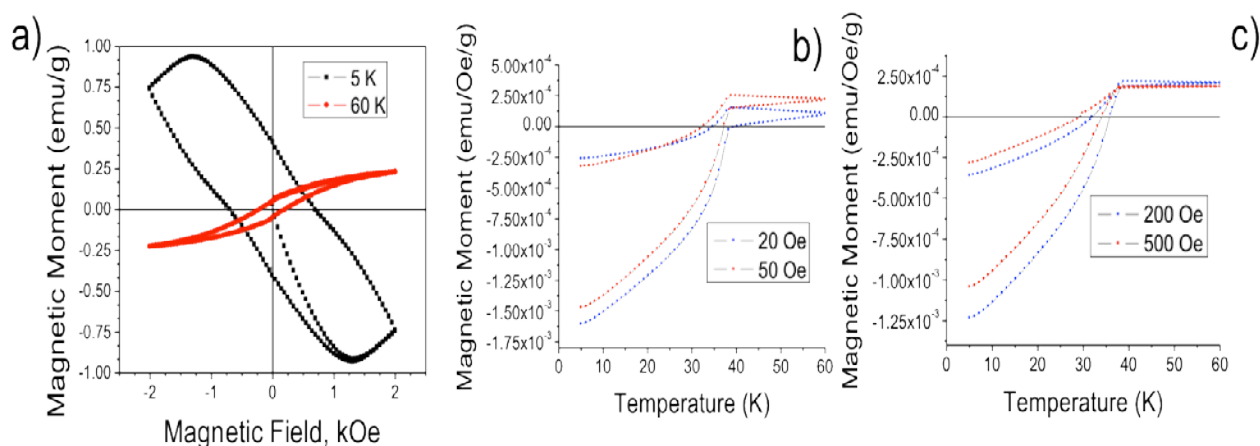 a)
Magnetic Moment (emu/g)
1.00
0.75
0.50
0.25
0.00
-0.25
-0.50
-0.75
-1.00
5 K
60 K
-2 -1 0 1 2
Magnetic Field, kOe
b)
Magnetic Moment (emu/Oe/g)
5.00x10⁻⁴
2.50x10⁻⁴
0.00
-2.50x10⁻⁴
-5.00x10⁻⁴
-7.50x10⁻⁴
-1.00x10⁻³
-1.25x10⁻³
-1.50x10⁻³
-1.75x10⁻³
20 Oe
50 Oe
0 10 20 30 40 50 60
Temperature (K)
c)
Magnetic Moment (emu/Oe/g)
2.50x10⁻⁴
0.00
-2.50x10⁻⁴
-5.00x10⁻⁴
-7.50x10⁻⁴
-1.00x10⁻³
-1.25x10⁻³
200 Oe
500 Oe
0 10 20 30 40 50 60
Temperature (K)